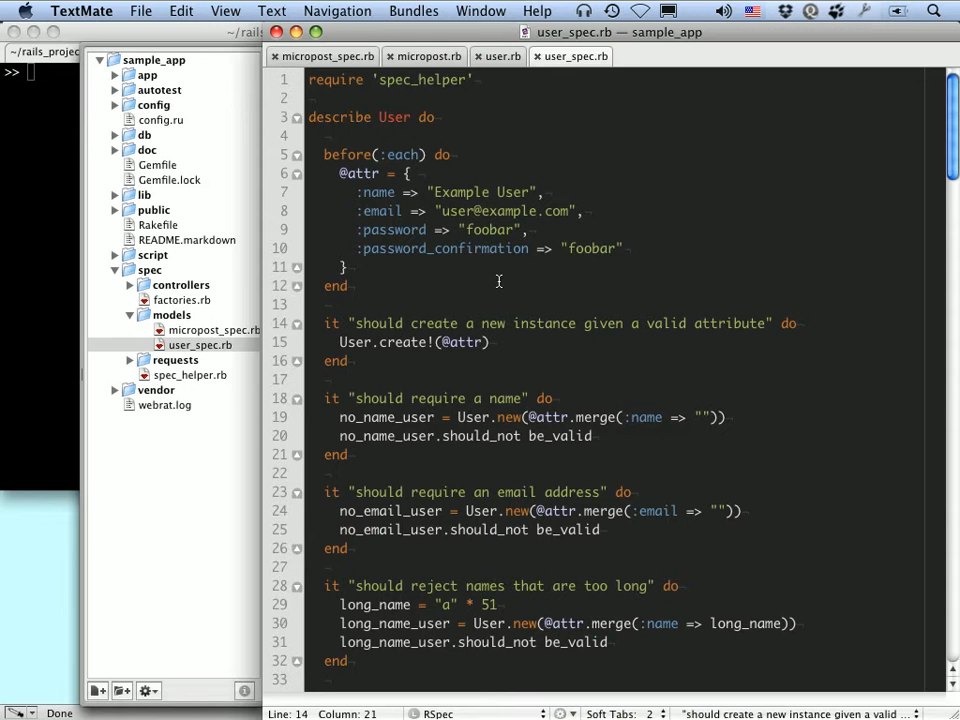 TextMate File Edit View Text Navigation Bundles Window Help
~/rails
user_spec.rb — sample_app
~/rails_projec
>>
sample_app
app
autotest
config
config.ru
db
doc
Gemfile
Gemfile.lock
lib
public
Rakefile
README.markdown
script
spec
controllers
factories.rb
models
micropost_spec.rb
user_spec.rb
requests
spec_helper.rb
vendor
webrat.log
micropost_spec.rb micropost.rb user.rb user_spec.rb
1 require 'spec_helper'
2
3 describe User do
4
5 before(:each) do
6 @attr = {
7 :name => "Example User",
8 :email => "user@example.com",
9 :password => "foobar",
10 :password_confirmation => "foobar"
11 }
12 end
13
14 it "should create a new instance given a valid attribute" do
15 User.create!(@attr)
16 end
17
18 it "should require a name" do
19 no_name_user = User.new(@attr.merge(:name => ""))
20 no_name_user.should_not be_valid
21 end
22
23 it "should require an email address" do
24 no_email_user = User.new(@attr.merge(:email => ""))
25 no_email_user.should_not be_valid
26 end
27
28 it "should reject names that are too long" do
29 long_name = "a" * 51
30 long_name_user = User.new(@attr.merge(:name => long_name))
31 long_name_user.should_not be_valid
32 end
33
Done
Line: 14 Column: 21 RSpec Soft Tabs: 2 "should create a new instance given a valid ...